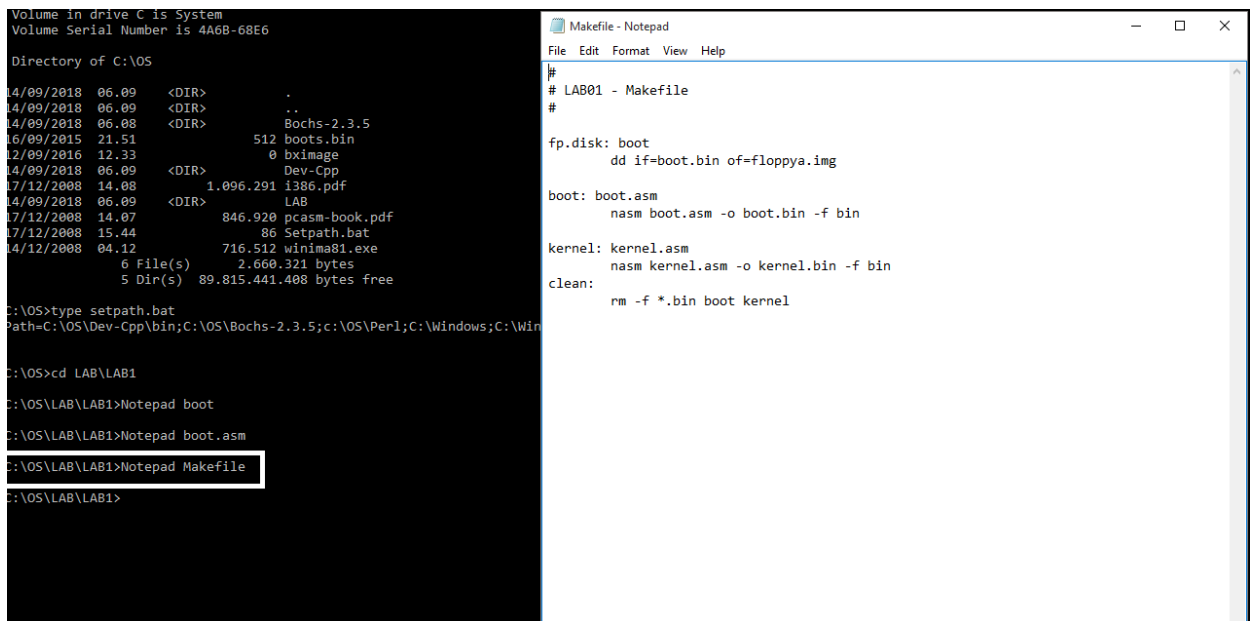 Volume in drive C is System
Volume Serial Number is 4A6B-68E6
Directory of C:\OS
14/09/2018 06.09 <DIR> .
14/09/2018 06.09 <DIR> ..
14/09/2018 06.08 <DIR> Bochs-2.3.5
16/09/2015 21.51 512 boots.bin
12/09/2016 12.33 0 bximage
14/09/2018 06.09 <DIR> Dev-Cpp
17/12/2008 14.08 1.096.291 i386.pdf
14/09/2018 06.09 <DIR> LAB
17/12/2008 14.07 846.920 pcasm-book.pdf
17/12/2008 15.44 86 Setpath.bat
14/12/2008 04.12 716.512 winima81.exe
6 File(s) 2.660.321 bytes
5 Dir(s) 89.815.441.408 bytes free
C:\OS>type setpath.bat
Path=C:\OS\Dev-Cpp\bin;C:\OS\Bochs-2.3.5;c:\OS\Perl;C:\Windows;C:\Win
C:\OS>cd LAB\LAB1
C:\OS\LAB\LAB1>Notepad boot
C:\OS\LAB\LAB1>Notepad boot.asm
C:\OS\LAB\LAB1>Notepad Makefile
C:\OS\LAB\LAB1>
Makefile - Notepad
File Edit Format View Help
#
# LAB01 - Makefile
#
fp.disk: boot
dd if=boot.bin of=floppya.img
boot: boot.asm
nasm boot.asm -o boot.bin -f bin
kernel: kernel.asm
nasm kernel.asm -o kernel.bin -f bin
clean:
rm -f *.bin boot kernel